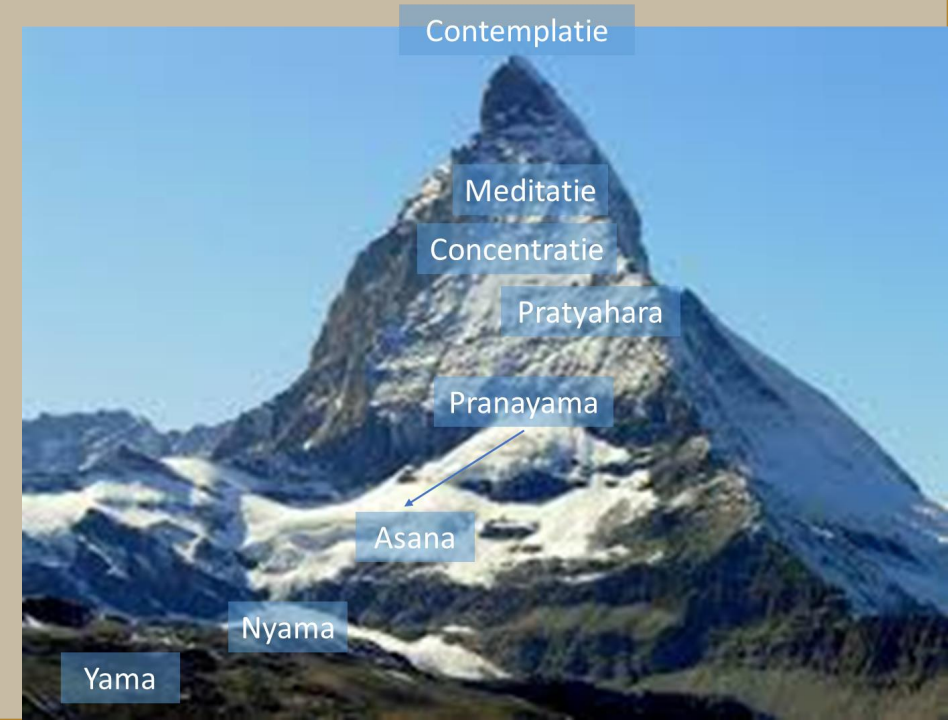 Contemplatie
Meditatie
Concentratie
Pratyahara
Pranayama
Asana
Nyama
Yama